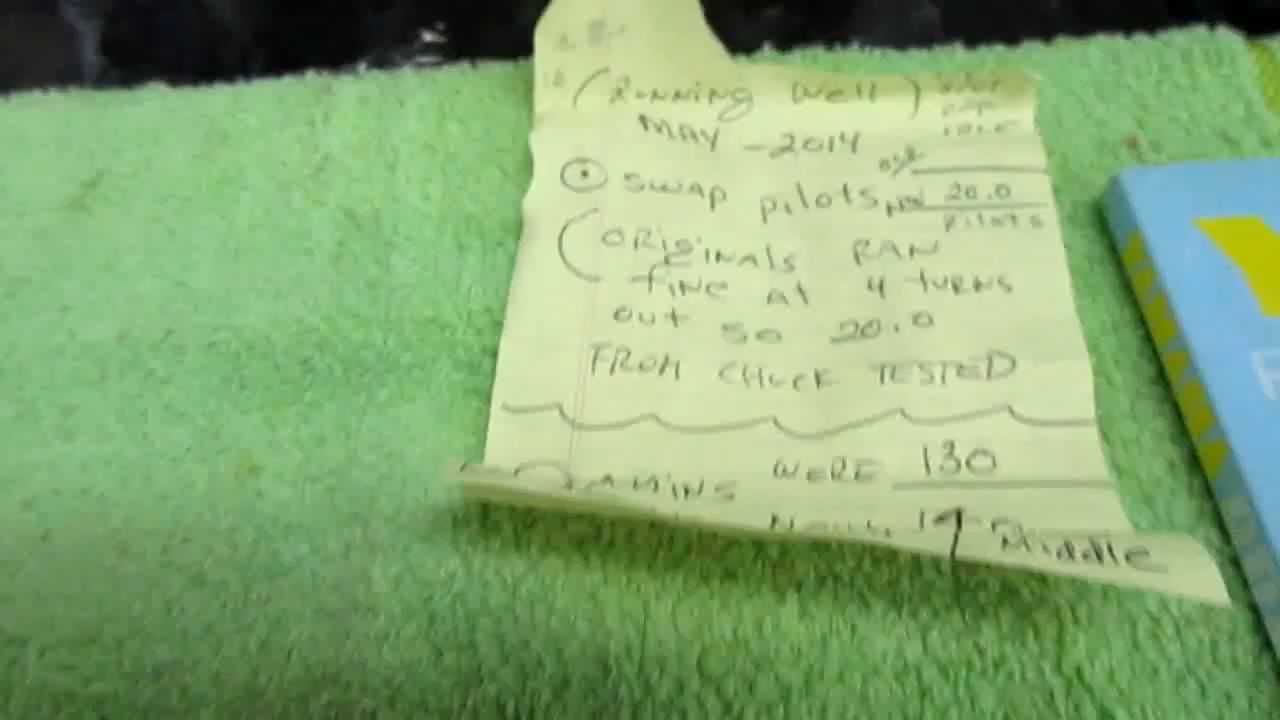 (Running Well)
MAY - 2014
SWAP pilots, 20.0
PILOTS
(ORIGINALS RAN
fine AT 4 TURNS
OUT SO 20.0
FROM CHUCK TESTED
MAINS WERE 130
Middle